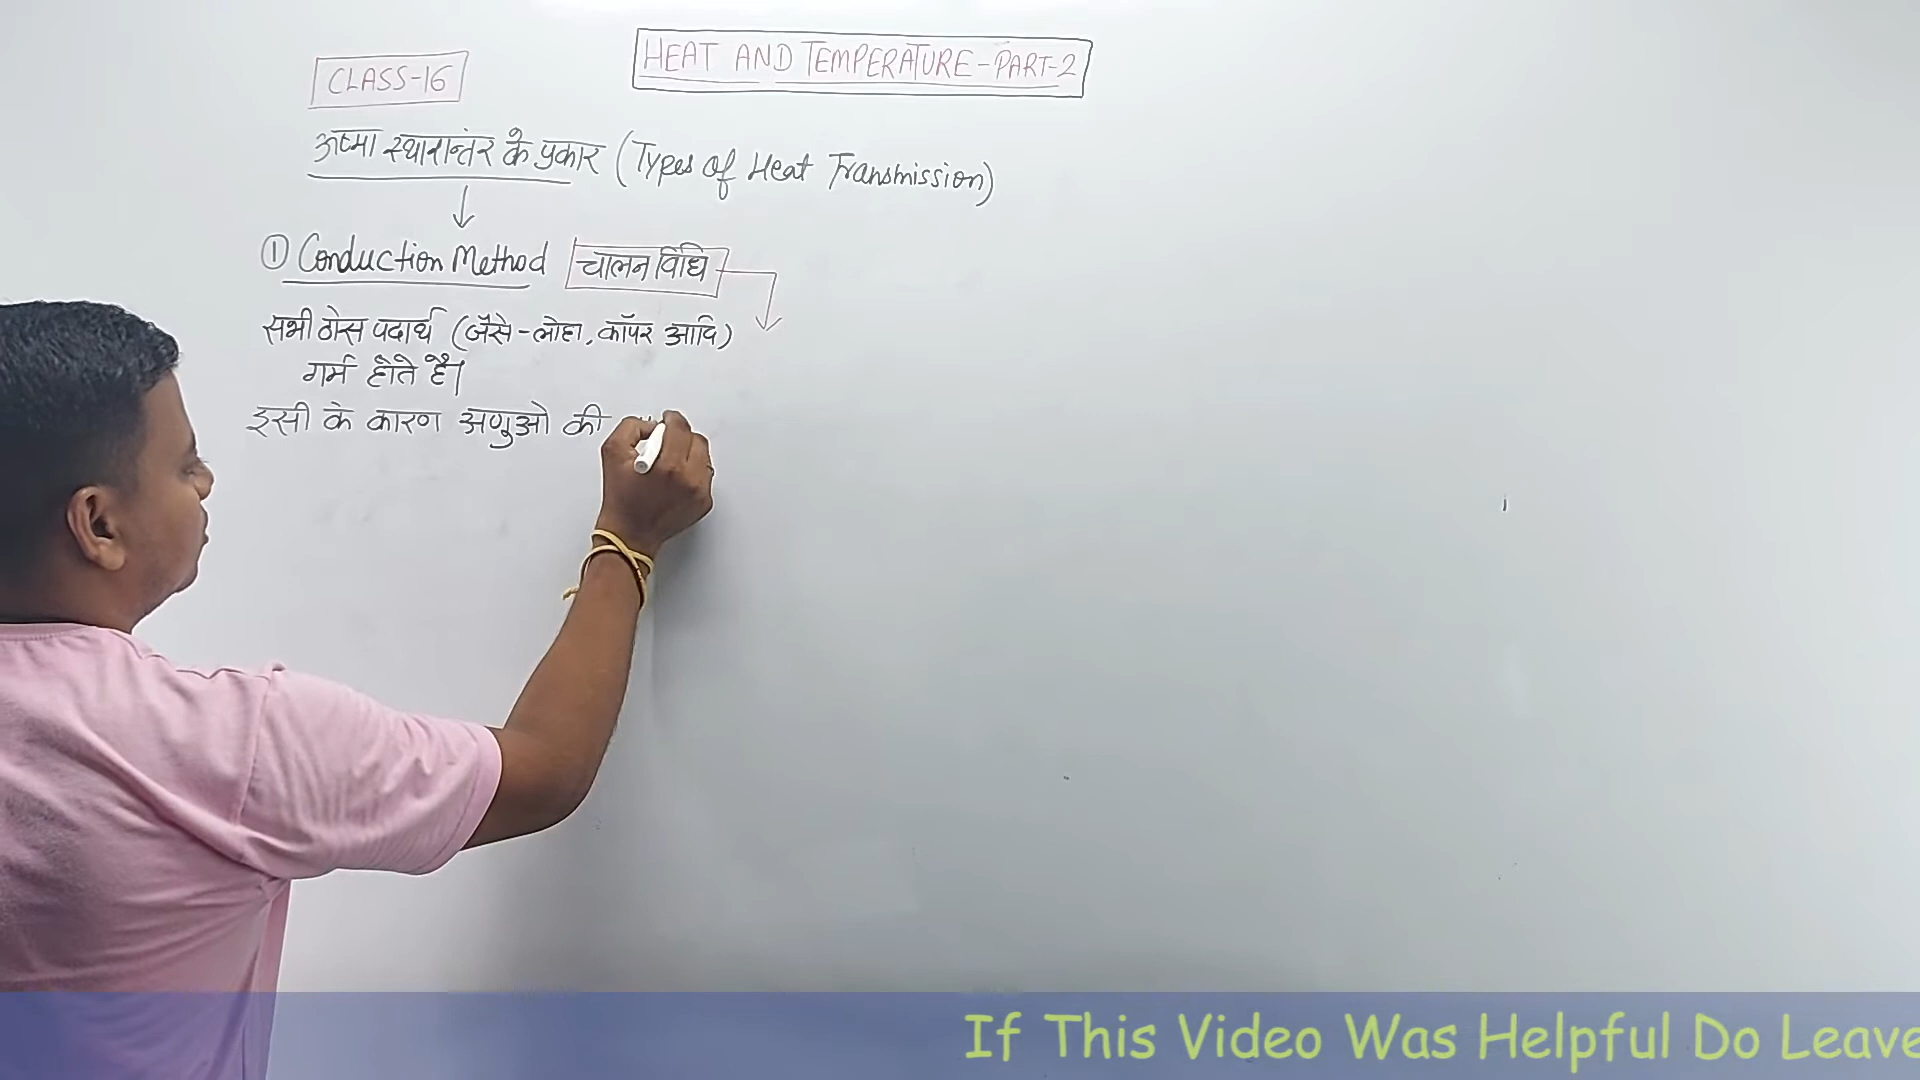 CLASS-16
HEAT AND TEMPERATURE-PART-2
ऊष्मा स्थानान्तर के प्रकार (Types of Heat Transmission)
① Conduction Method चालन विधि
सभी ठोस पदार्थ (जैसे-लोहा, कॉपर आदि)
गर्म होते है।
इसी के कारण अणुओ की
If This Video Was Helpful Do Leave